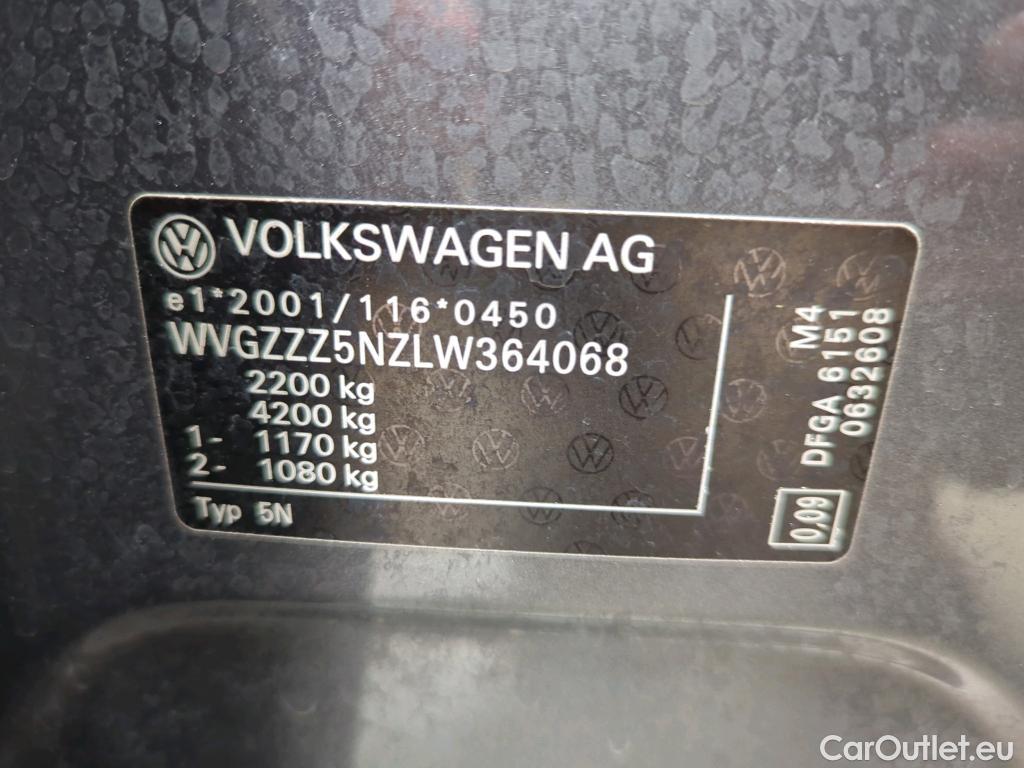 VOLKSWAGEN AG
e1*2001/116*0450
WVGZZZ5NZLW364068
2200 kg
4200 kg
1- 1170 kg
2- 1080 kg
Typ 5N
M4
DFGA 6151
0632608
0,09
CarOutlet.eu